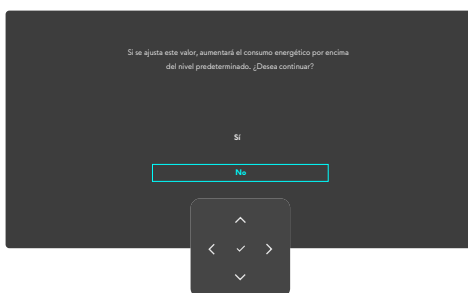 Si se ajusta este valor, aumentará el consumo energético por encima
del nivel predeterminado. ¿Desea continuar?
Sí
No